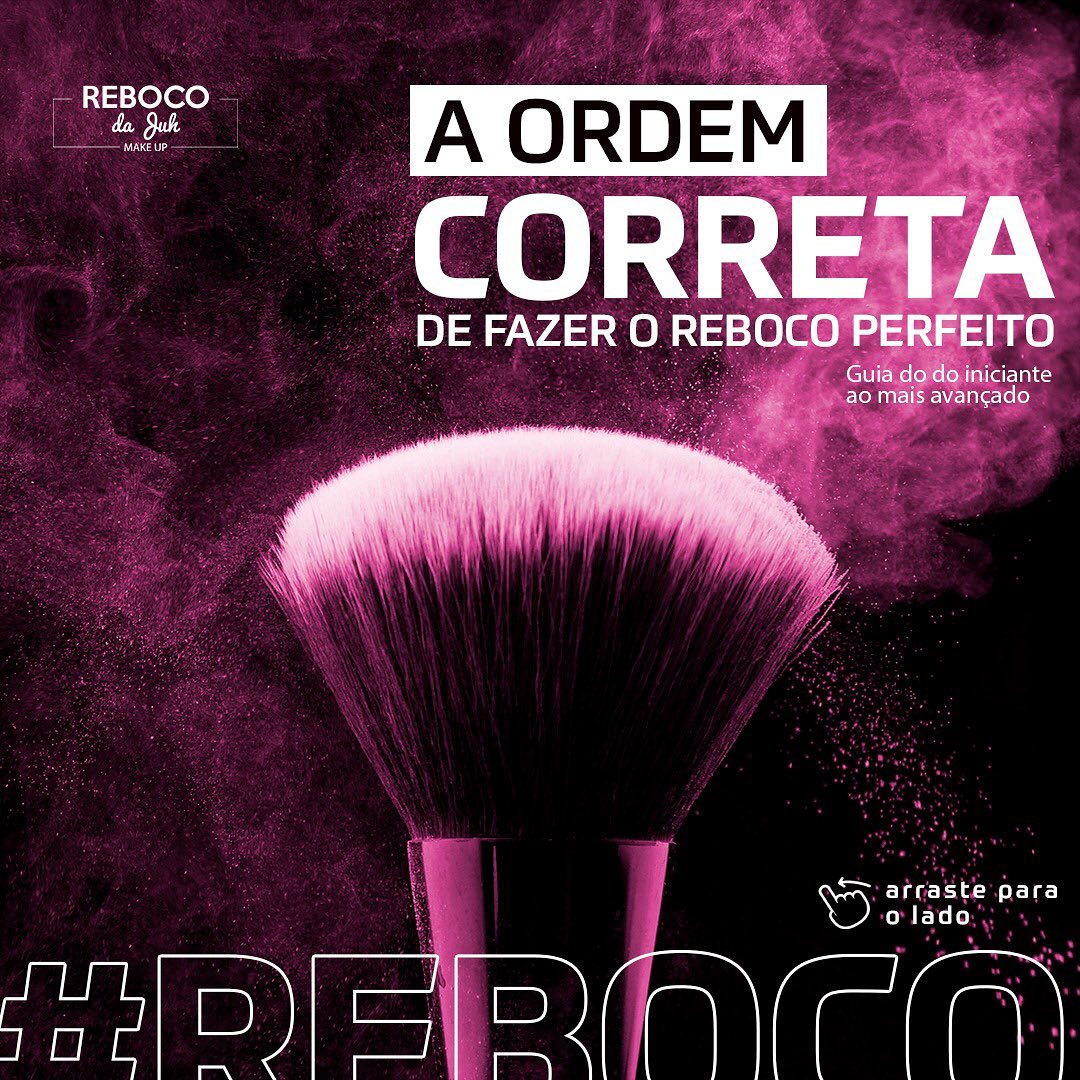 REBOCO
da Juh
MAKE UP
A ORDEM
CORRETA
DE FAZER O REBOCO PERFEITO
Guia do do iniciante
ao mais avançado
arraste para
o lado
#REBOCO